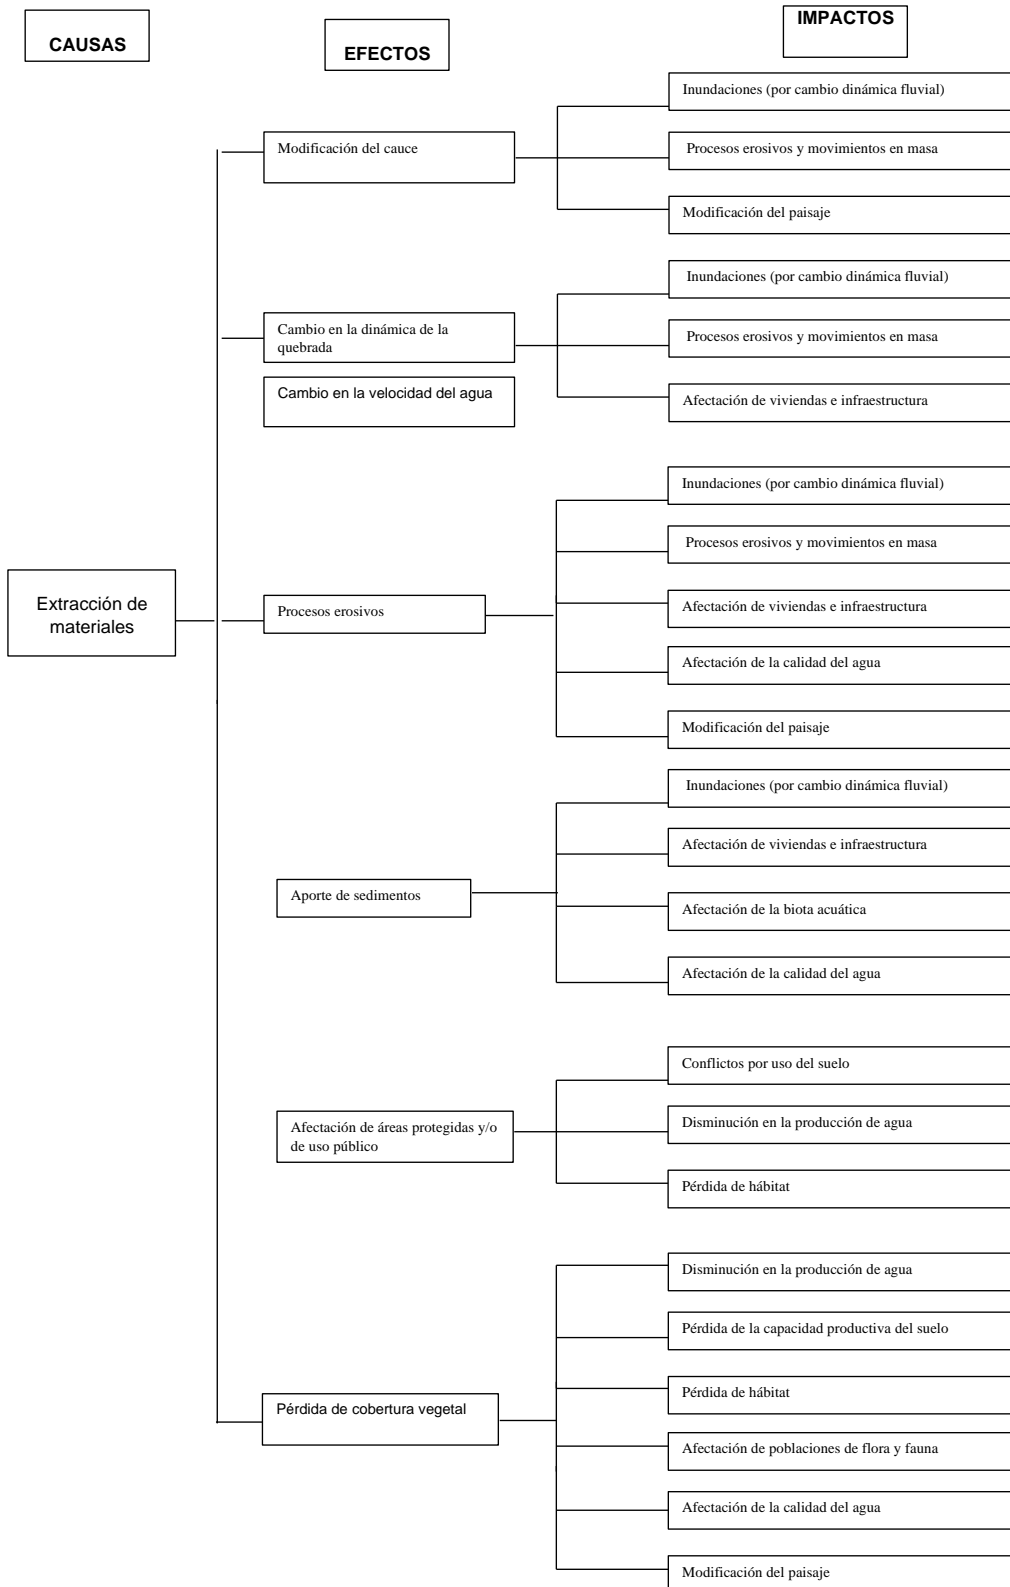 CAUSAS
EFECTOS
IMPACTOS
Extracción de
materiales
Modificación del cauce
Inundaciones (por cambio dinámica fluvial)
Procesos erosivos y movimientos en masa
Modificación del paisaje
Cambio en la dinámica de la
quebrada
Cambio en la velocidad del agua
Inundaciones (por cambio dinámica fluvial)
Procesos erosivos y movimientos en masa
Afectación de viviendas e infraestructura
Procesos erosivos
Inundaciones (por cambio dinámica fluvial)
Procesos erosivos y movimientos en masa
Afectación de viviendas e infraestructura
Afectación de la calidad del agua
Modificación del paisaje
Aporte de sedimentos
Inundaciones (por cambio dinámica fluvial)
Afectación de viviendas e infraestructura
Afectación de la biota acuática
Afectación de la calidad del agua
Afectación de áreas protegidas y/o
de uso público
Conflictos por uso del suelo
Disminución en la producción de agua
Pérdida de hábitat
Pérdida de cobertura vegetal
Disminución en la producción de agua
Pérdida de la capacidad productiva del suelo
Pérdida de hábitat
Afectación de poblaciones de flora y fauna
Afectación de la calidad del agua
Modificación del paisaje